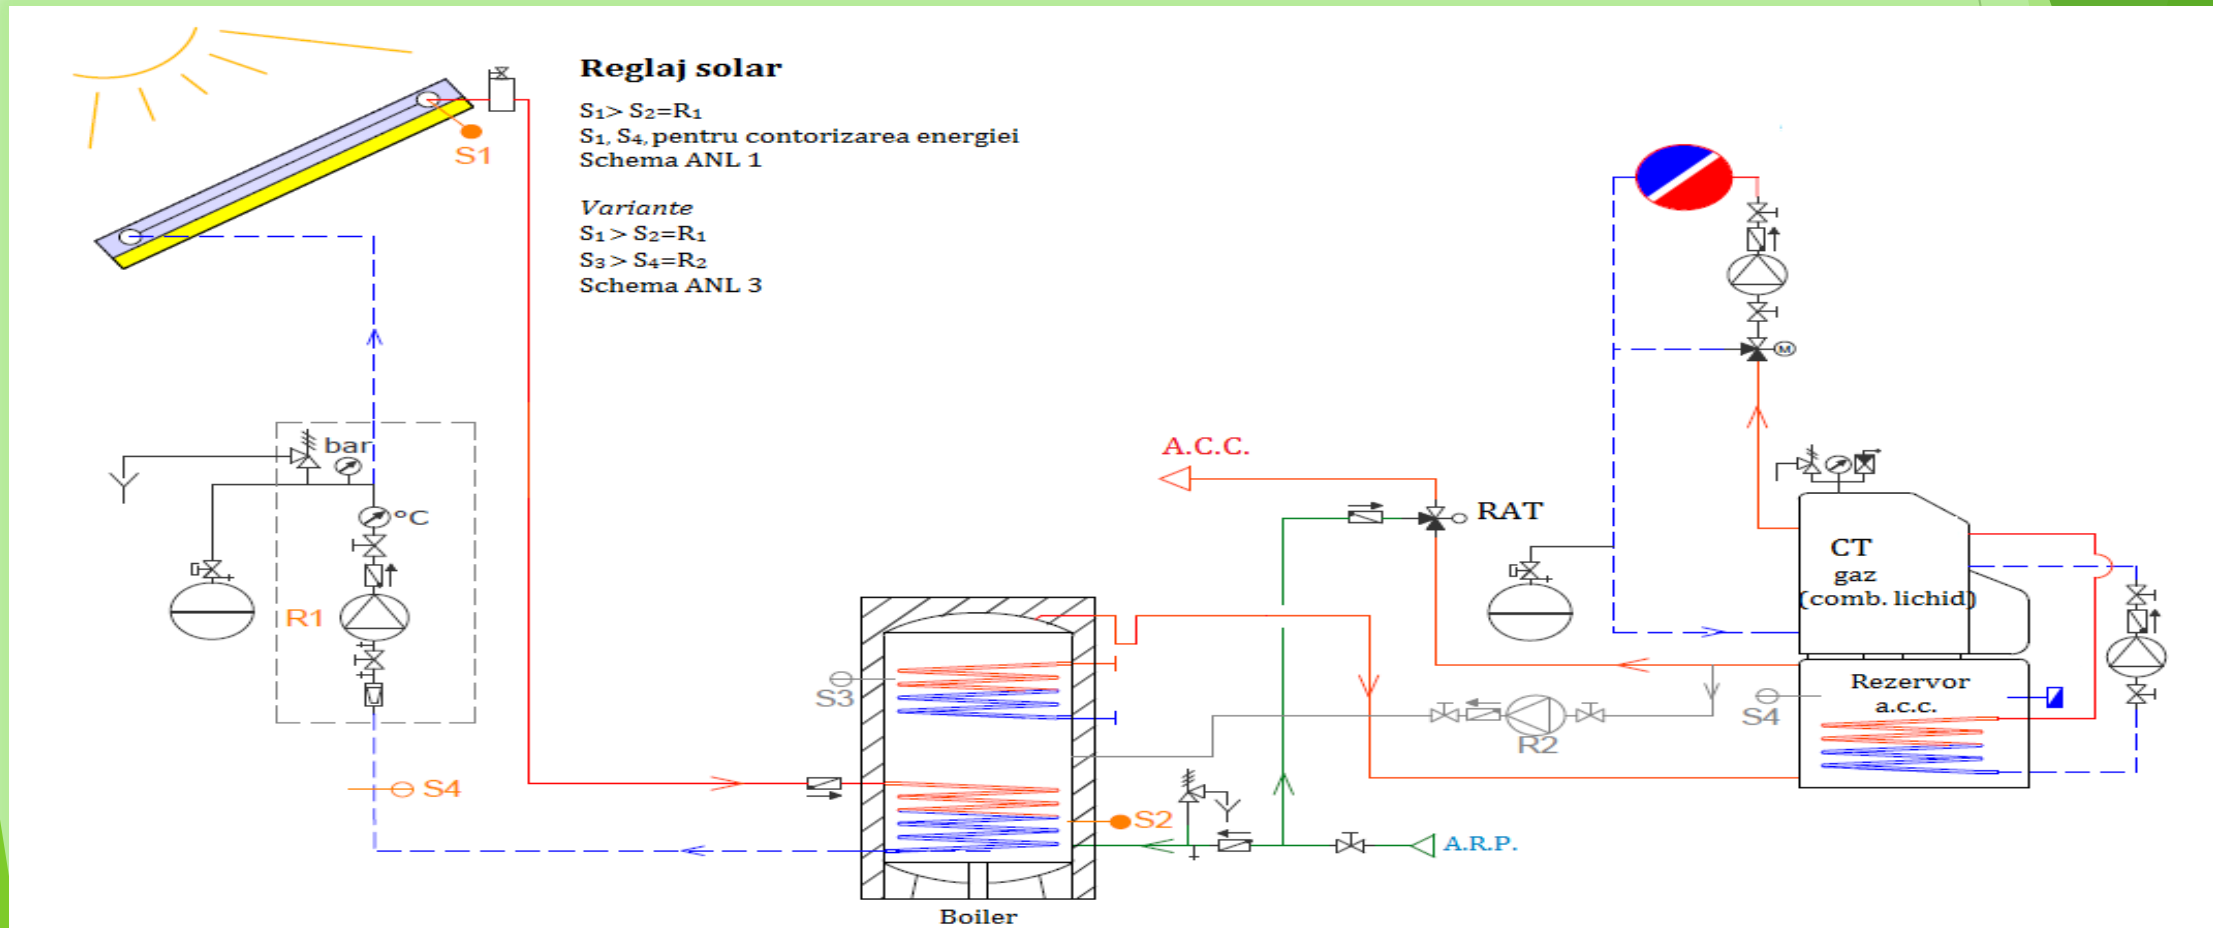 Reglaj solar
S₁> S₂=R₁
S₁, S₄, pentru contorizarea energiei
Schema ANL 1
Variante
S₁ > S₂=R₁
S₃ > S₄=R₂
Schema ANL 3
S1
bar
°C
R1
S4
A.C.C.
RAT
M
CT
gaz
(comb. lichid)
Rezervor
a.c.c.
S4
R2
S3
S2
A.R.P.
Boiler